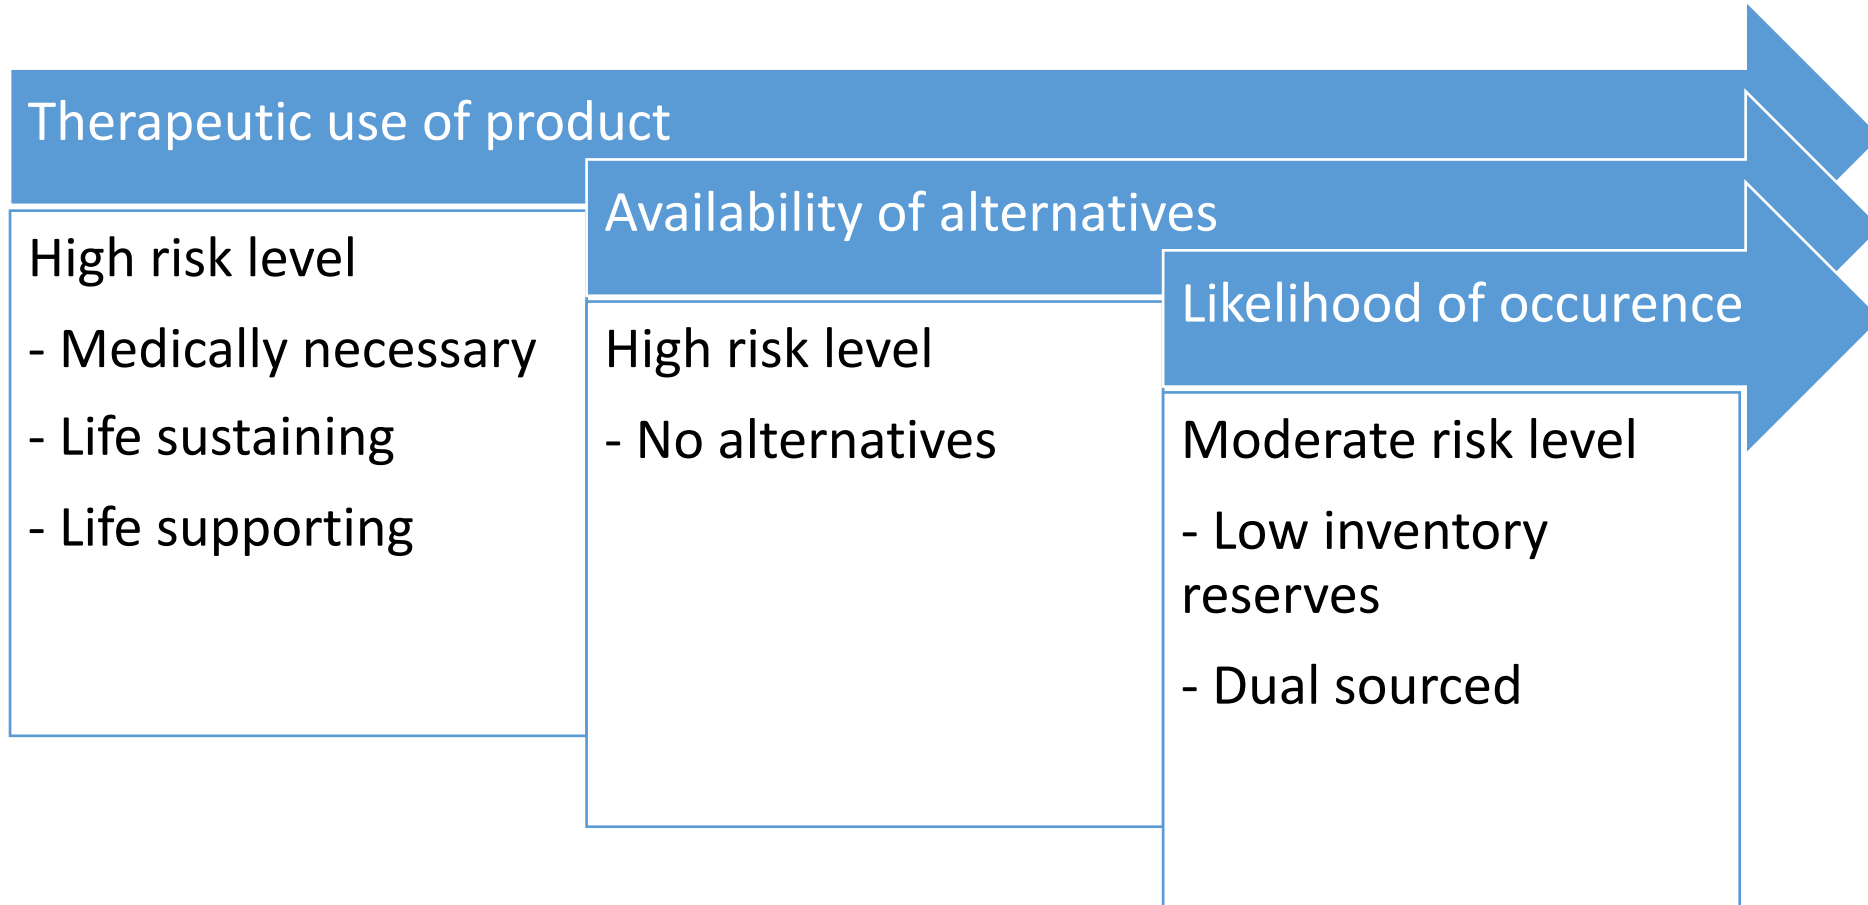 Therapeutic use of product
High risk level
- Medically necessary
- Life sustaining
- Life supporting
Availability of alternatives
High risk level
- No alternatives
Likelihood of occurence
Moderate risk level
- Low inventory
reserves
- Dual sourced